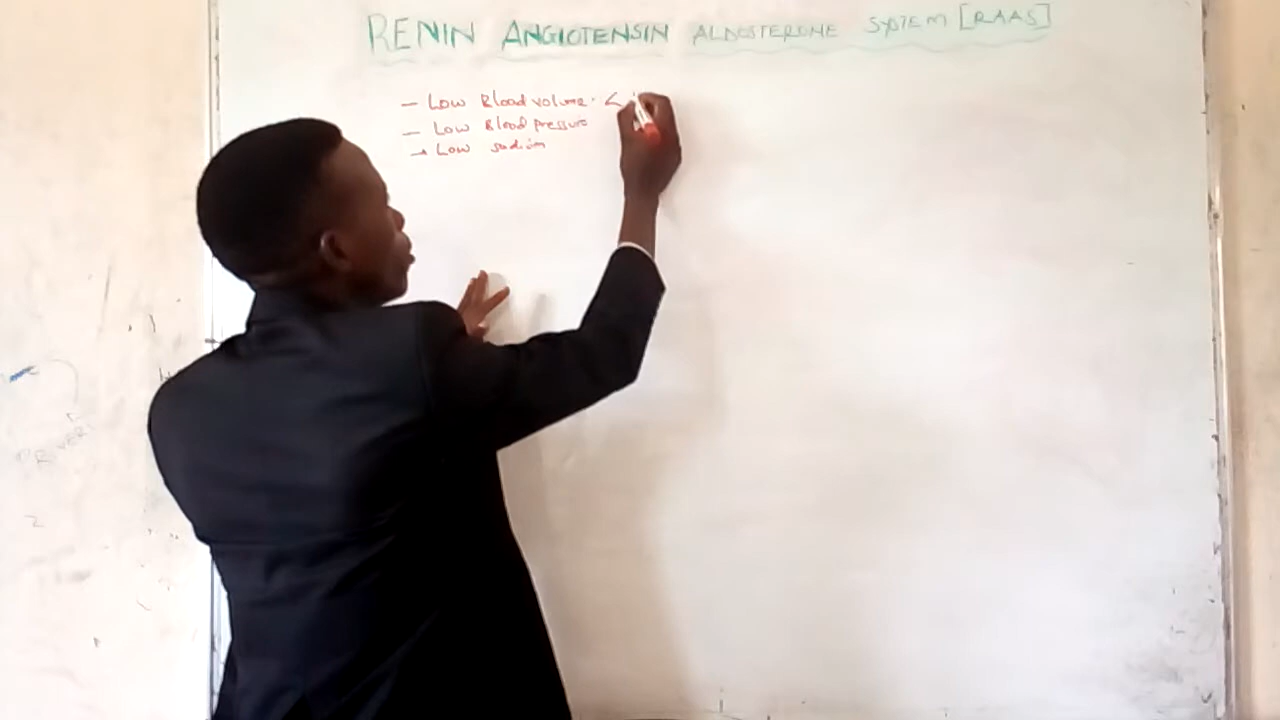 RENIN ANGIOTENSIN ALDOSTERONE SYSTEM [RAAS]
- Low Blood volume. <
- Low Blood pressure
→ Low sodium